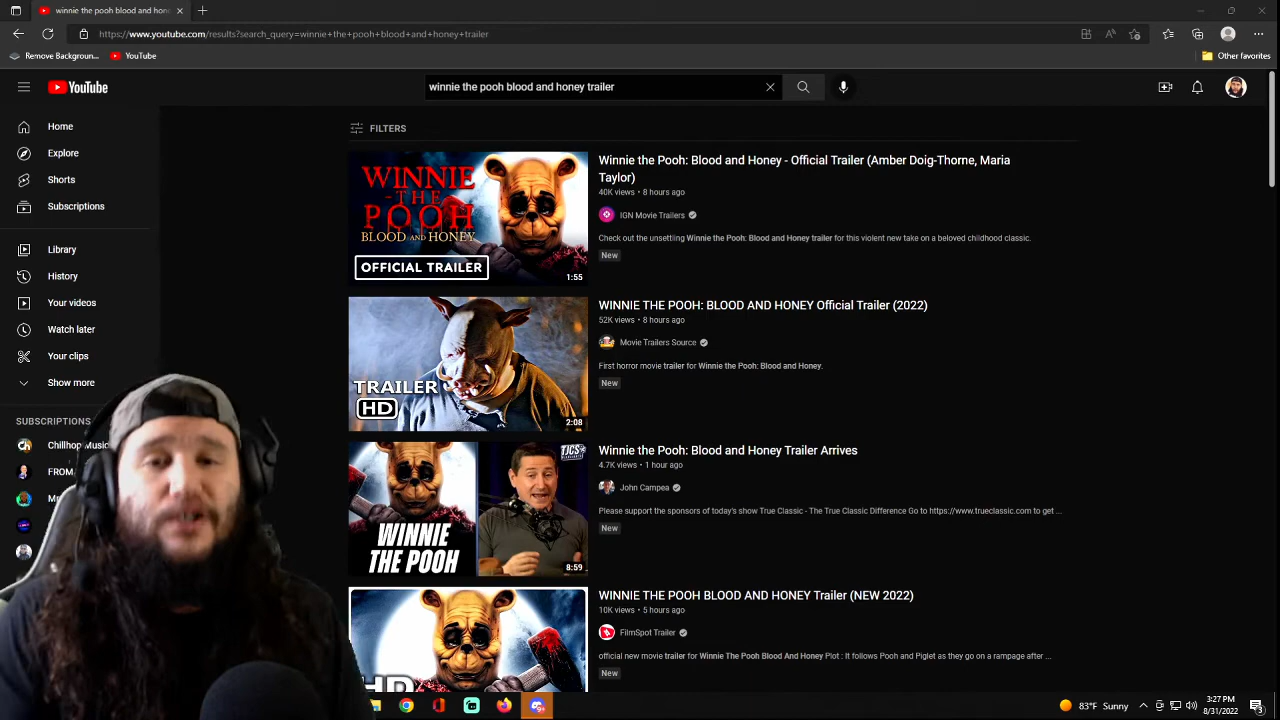 winnie the pooh blood and hone
https://www.youtube.com/results?search_query=winnie+the+pooh+blood+and+honey+trailer
Remove Backgroun...
YouTube
Other favorites
YouTube
winnie the pooh blood and honey trailer
Home
Explore
Shorts
Subscriptions
Library
History
Your videos
Watch later
Your clips
Show more
SUBSCRIPTIONS
Chillhop Music
FROM
FILTERS
WINNIE
-THE-
POOH
BLOOD AND HONEY
OFFICIAL TRAILER
1:55
Winnie the Pooh: Blood and Honey - Official Trailer (Amber Doig-Thorne, Maria
Taylor)
40K views • 8 hours ago
IGN Movie Trailers
Check out the unsettling Winnie the Pooh: Blood and Honey trailer for this violent new take on a beloved childhood classic.
New
TRAILER
HD
2:08
WINNIE THE POOH: BLOOD AND HONEY Official Trailer (2022)
52K views • 8 hours ago
Movie Trailers Source
First horror movie trailer for Winnie the Pooh: Blood and Honey.
New
TJCS
WINNIE
THE POOH
8:59
Winnie the Pooh: Blood and Honey Trailer Arrives
4.7K views • 1 hour ago
John Campea
Please support the sponsors of today's show True Classic - The True Classic Difference Go to https://www.trueclassic.com to get ...
New
HD
WINNIE THE POOH BLOOD AND HONEY Trailer (NEW 2022)
10K views • 5 hours ago
FilmSpot Trailer
official new movie trailer for Winnie The Pooh Blood And Honey Plot : It follows Pooh and Piglet as they go on a rampage after ...
New
83°F Sunny
3:27 PM
8/31/2022